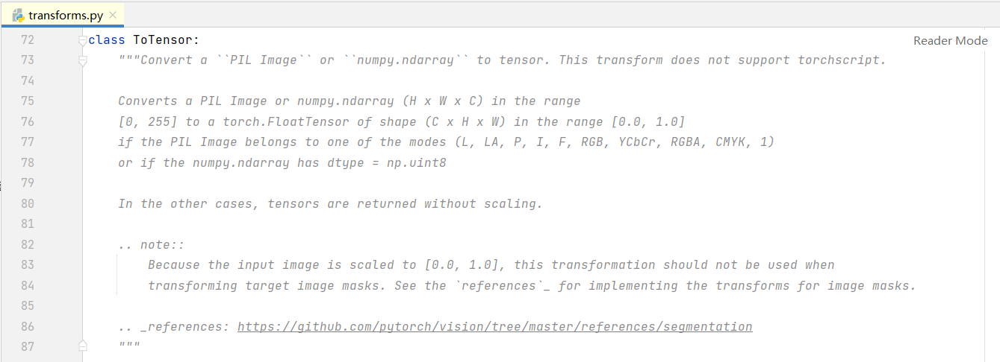 transforms.py
Reader Mode
72 class ToTensor:
73 """Convert a ``PIL Image`` or ``numpy.ndarray`` to tensor. This transform does not support torchscript.
74
75 Converts a PIL Image or numpy.ndarray (H x W x C) in the range
76 [0, 255] to a torch.FloatTensor of shape (C x H x W) in the range [0.0, 1.0]
77 if the PIL Image belongs to one of the modes (L, LA, P, I, F, RGB, YCbCr, RGBA, CMYK, 1)
78 or if the numpy.ndarray has dtype = np.uint8
79
80 In the other cases, tensors are returned without scaling.
81
82 .. note::
83 Because the input image is scaled to [0.0, 1.0], this transformation should not be used when
84 transforming target image masks. See the `references`_ for implementing the transforms for image masks.
85
86 .. _references: https://github.com/pytorch/vision/tree/master/references/segmentation
87 """